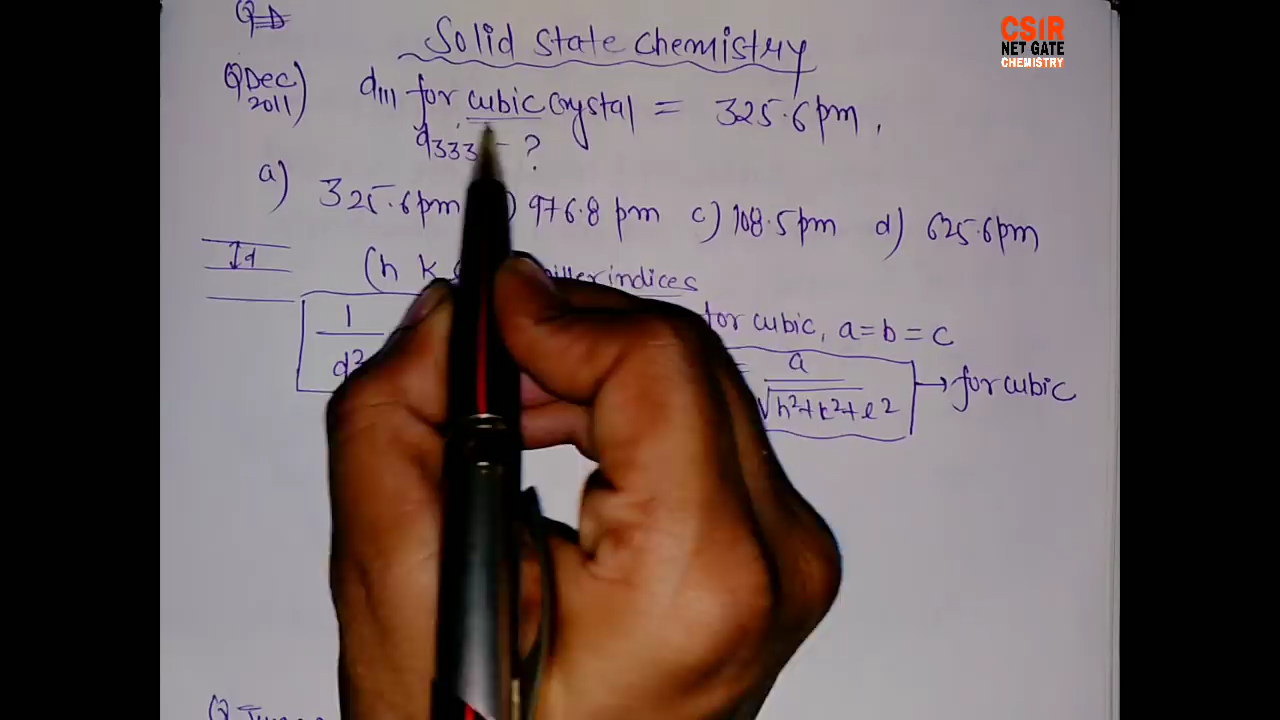 Q
Solid State Chemistry
CSIR
NET GATE
CHEMISTRY
Q Dec 2011) d111 for cubic crystal = 325.6 pm,
d333 = ?
a) 325.6 pm ) 976.8 pm c) 108.5 pm d) 625.6 pm
(h k indices
for cubic, a = b = c
1/d² a/√h²+k²+l² → for cubic
(Q